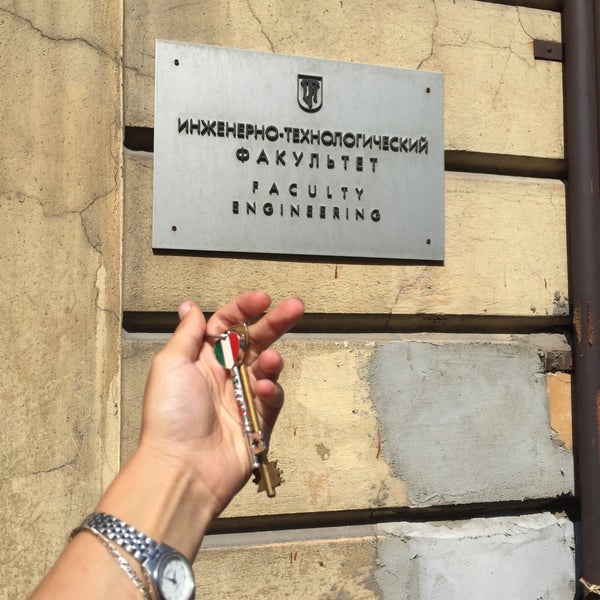 ИНЖЕНЕРНО-ТЕХНОЛОГИЧЕСКИЙ
ФАКУЛЬТЕТ
FACULTY
ENGINEERING